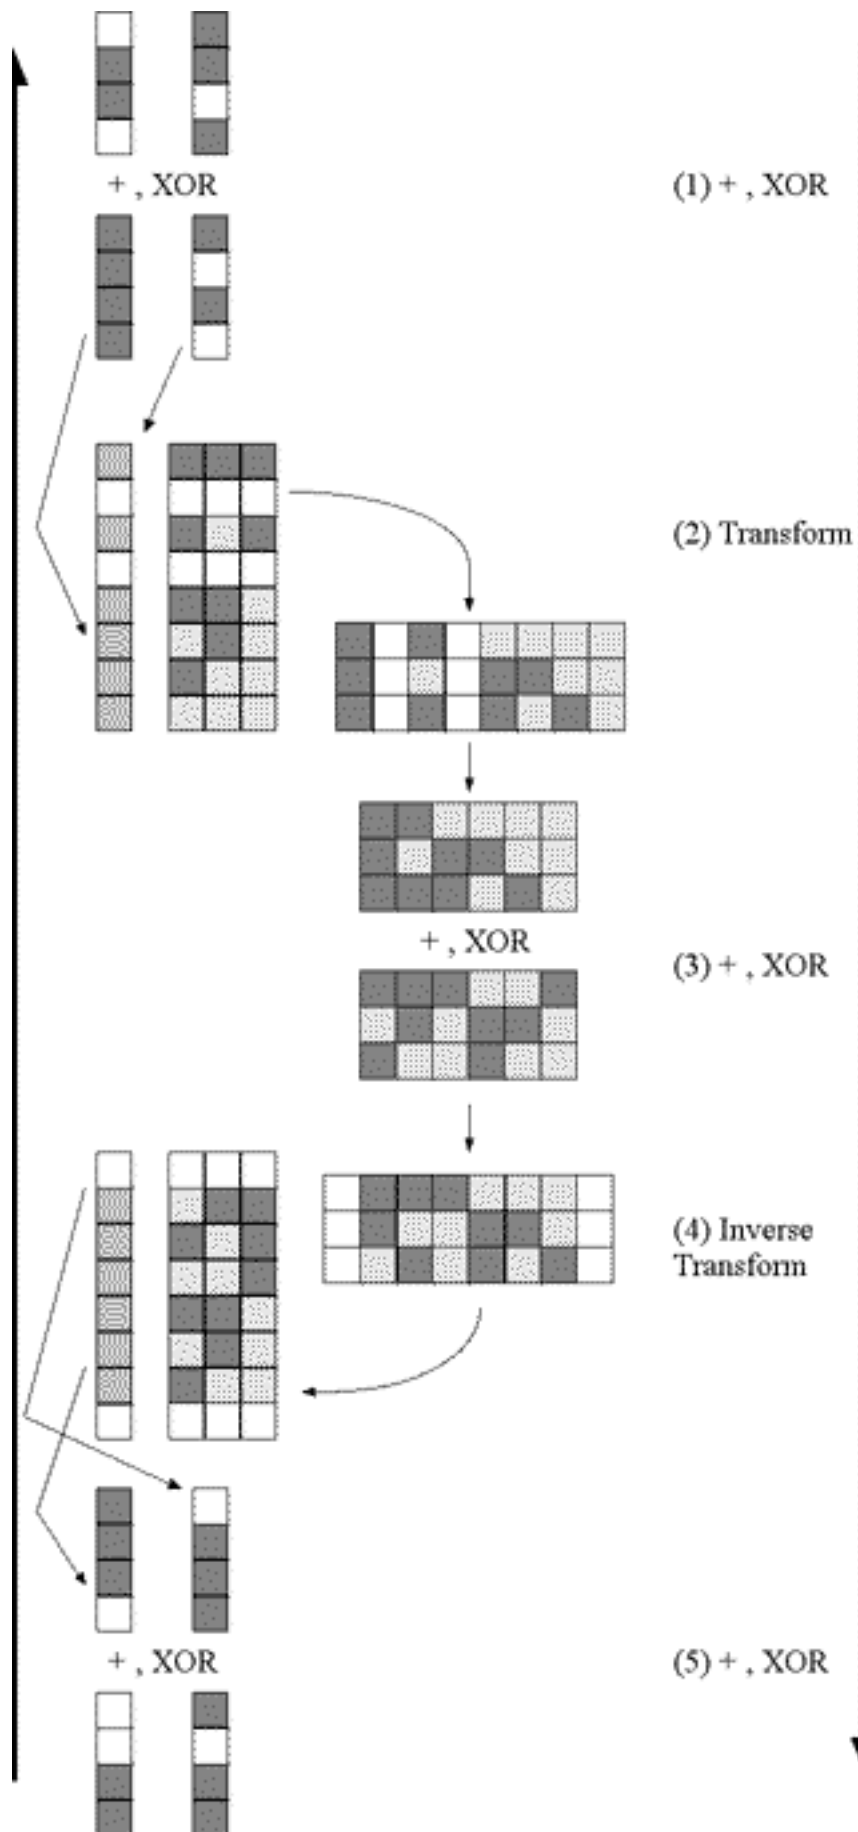 + , XOR
(1) + , XOR
(2) Transform
+ , XOR
(3) + , XOR
(4) Inverse
Transform
+ , XOR
(5) + , XOR